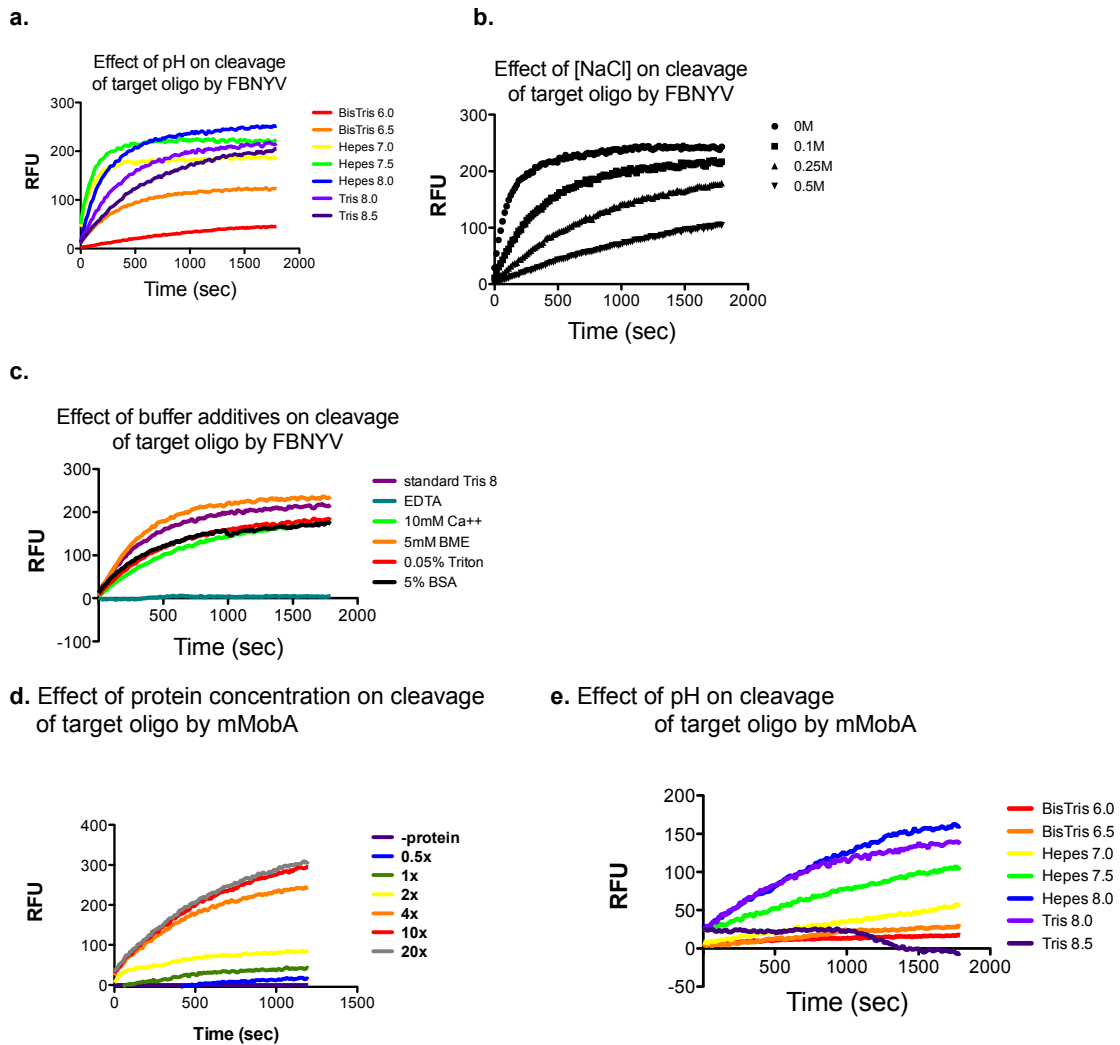 a.
Effect of pH on cleavage
of target oligo by FBNYV
300
200
100
0
RFU
0 500 1000 1500 2000
Time (sec)
BisTris 6.0
BisTris 6.5
Hepes 7.0
Hepes 7.5
Hepes 8.0
Tris 8.0
Tris 8.5
b.
Effect of [NaCl] on cleavage
of target oligo by FBNYV
300
200
100
0
RFU
0 500 1000 1500 2000
Time (sec)
0M
0.1M
0.25M
0.5M
c.
Effect of buffer additives on cleavage
of target oligo by FBNYV
300
200
100
0
-100
RFU
500 1000 1500 2000
Time (sec)
standard Tris 8
EDTA
10mM Ca++
5mM BME
0.05% Triton
5% BSA
d. Effect of protein concentration on cleavage
of target oligo by mMobA
400
300
200
100
0
RFU
0 500 1000 1500
Time (sec)
-protein
0.5x
1x
2x
4x
10x
20x
e. Effect of pH on cleavage
of target oligo by mMobA
200
150
100
50
0
-50
RFU
500 1000 1500 2000
Time (sec)
BisTris 6.0
BisTris 6.5
Hepes 7.0
Hepes 7.5
Hepes 8.0
Tris 8.0
Tris 8.5